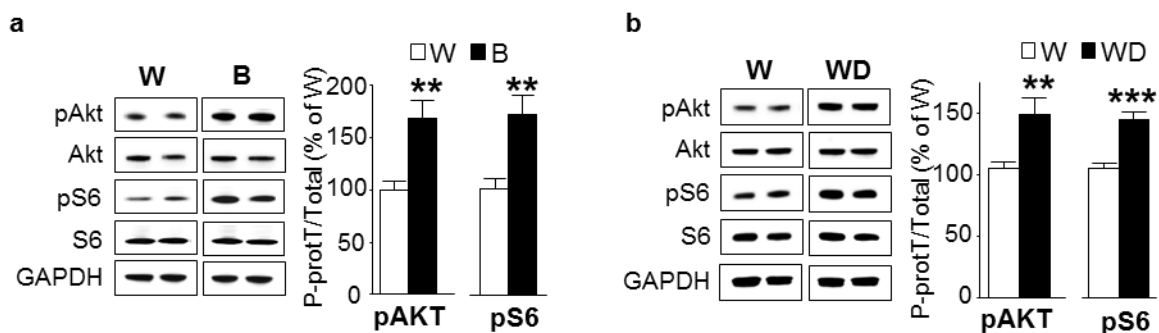 a
W B
pAkt
Akt
pS6
S6
GAPDH
W B
P-protT/Total (% of W)
200
150
100
50
0
** **
pAKT pS6
b
W WD
pAkt
Akt
pS6
S6
GAPDH
W WD
P-protT/Total (% of W)
150
100
50
0
** ***
pAKT pS6